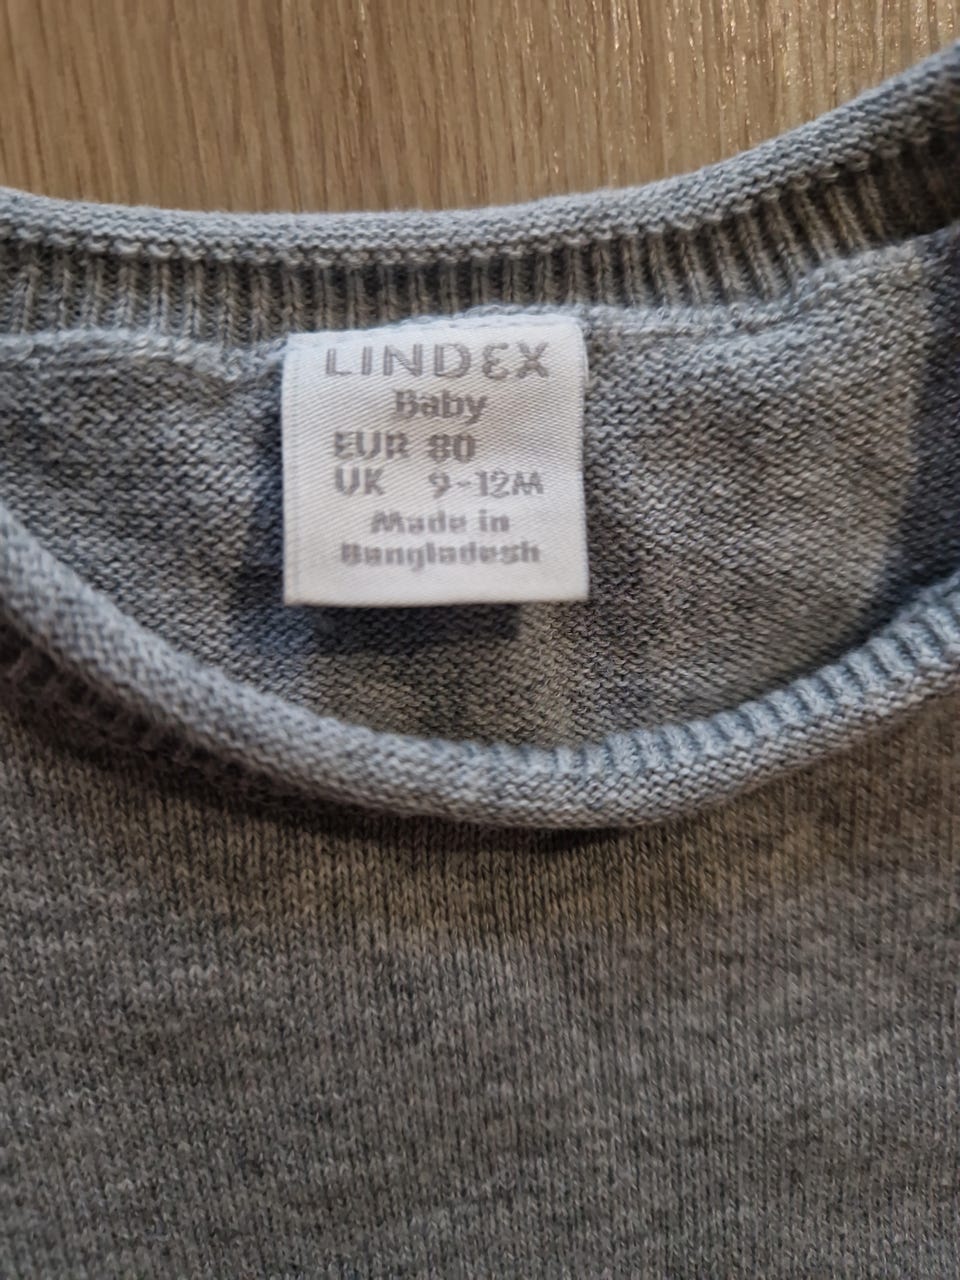 LINDEX
Baby
EUR 80
UK 9-12M
Made in
Bangladesh